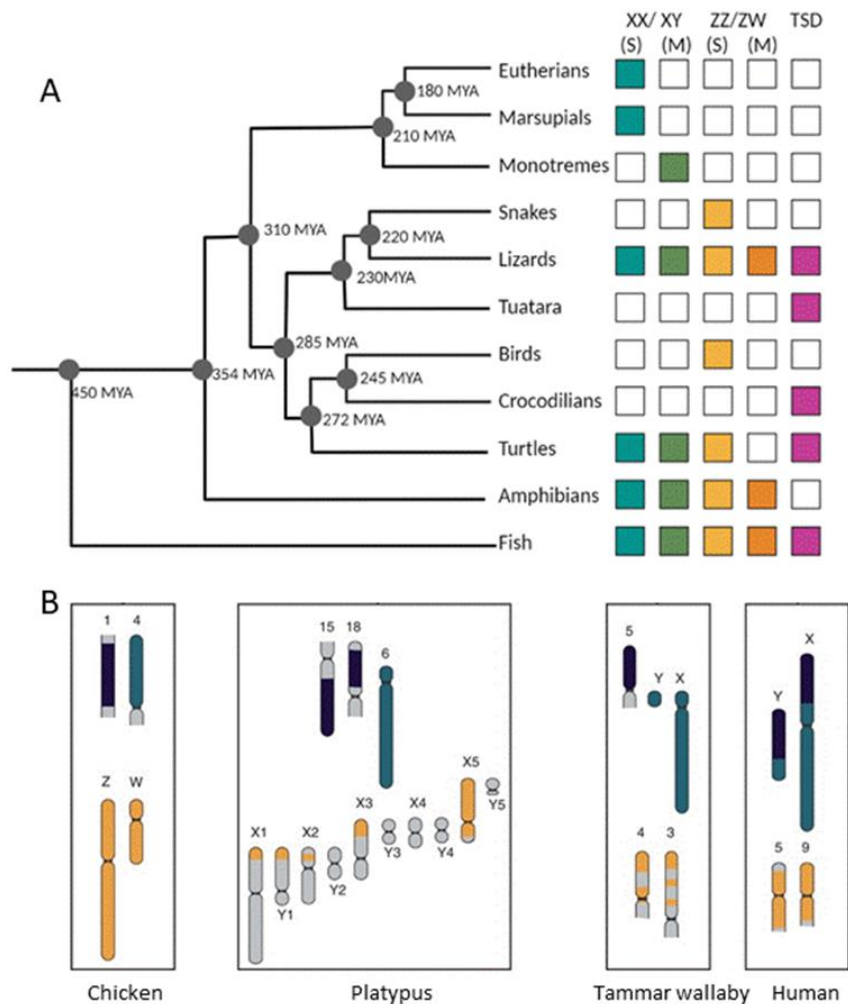 XX/ XY ZZ/ZW TSD
(S) (M) (S) (M)
A
Eutherians
180 MYA
Marsupials
210 MYA
Monotremes
Snakes
310 MYA
220 MYA
Lizards
230MYA
Tuatara
285 MYA
Birds
354 MYA
245 MYA
450 MYA
Crocodilians
272 MYA
Turtles
Amphibians
Fish
B
1 4
Z W
Chicken
15 18 6
X5
Y5
X3 X4
X1 X2
Y3 Y4
Y2
Y1
Platypus
5
Y X
4 3
Tammar wallaby
X
Y
5 9
Human